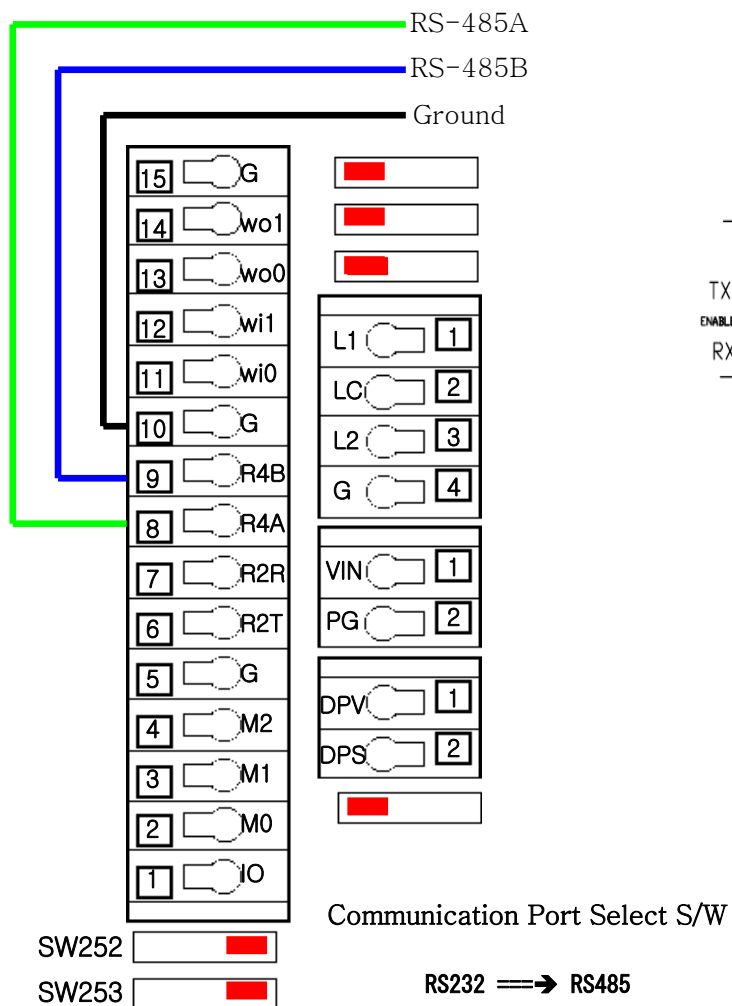 RS-485A
RS-485B
Ground
15 G
14 wo1
13 wo0
12 wi1
11 wi0
10 G
9 R4B
8 R4A
7 R2R
6 R2T
5 G
4 M2
3 M1
2 M0
1 IO
L1 1
LC 2
L2 3
G 4
VIN 1
PG 2
DPV 1
DPS 2
TX
ENABLE
RX
Communication Port Select S/W
SW252
SW253
RS232 ===➔ RS485